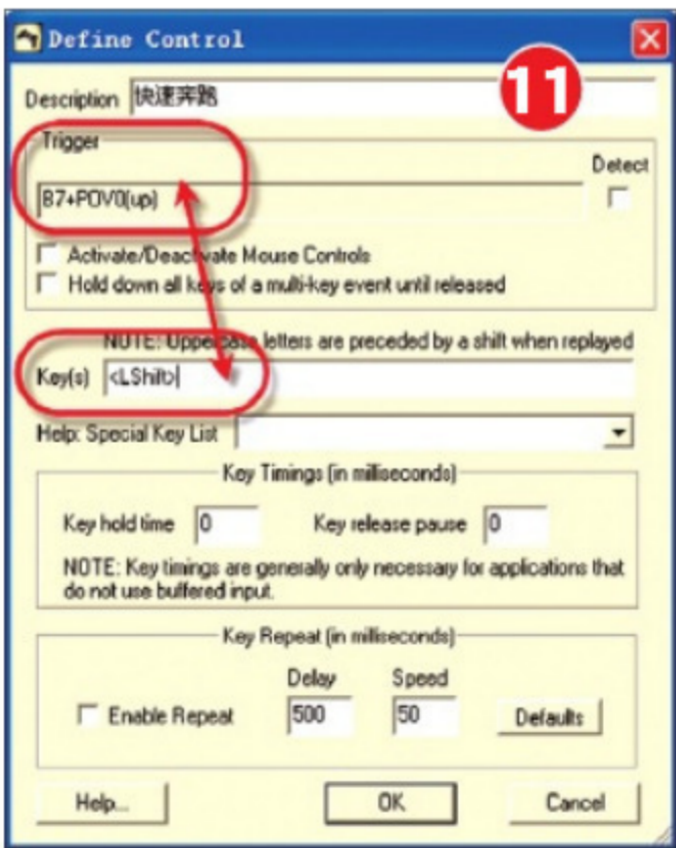 Define Control
11
Description 快速奔跑
Trigger
Detect
B7+POV0(up)
Activate/Deactivate Mouse Controls
Hold down all keys of a multi-key event until released
NOTE: Uppercase letters are preceded by a shift when replayed
Key(s) <LShift>
Help: Special Key List
Key Timings (in milliseconds)
Key hold time 0 Key release pause 0
NOTE: Key timings are generally only necessary for applications that
do not use buffered input.
Key Repeat (in milliseconds)
Delay Speed
Enable Repeat 500 50 Defaults
Help... OK Cancel